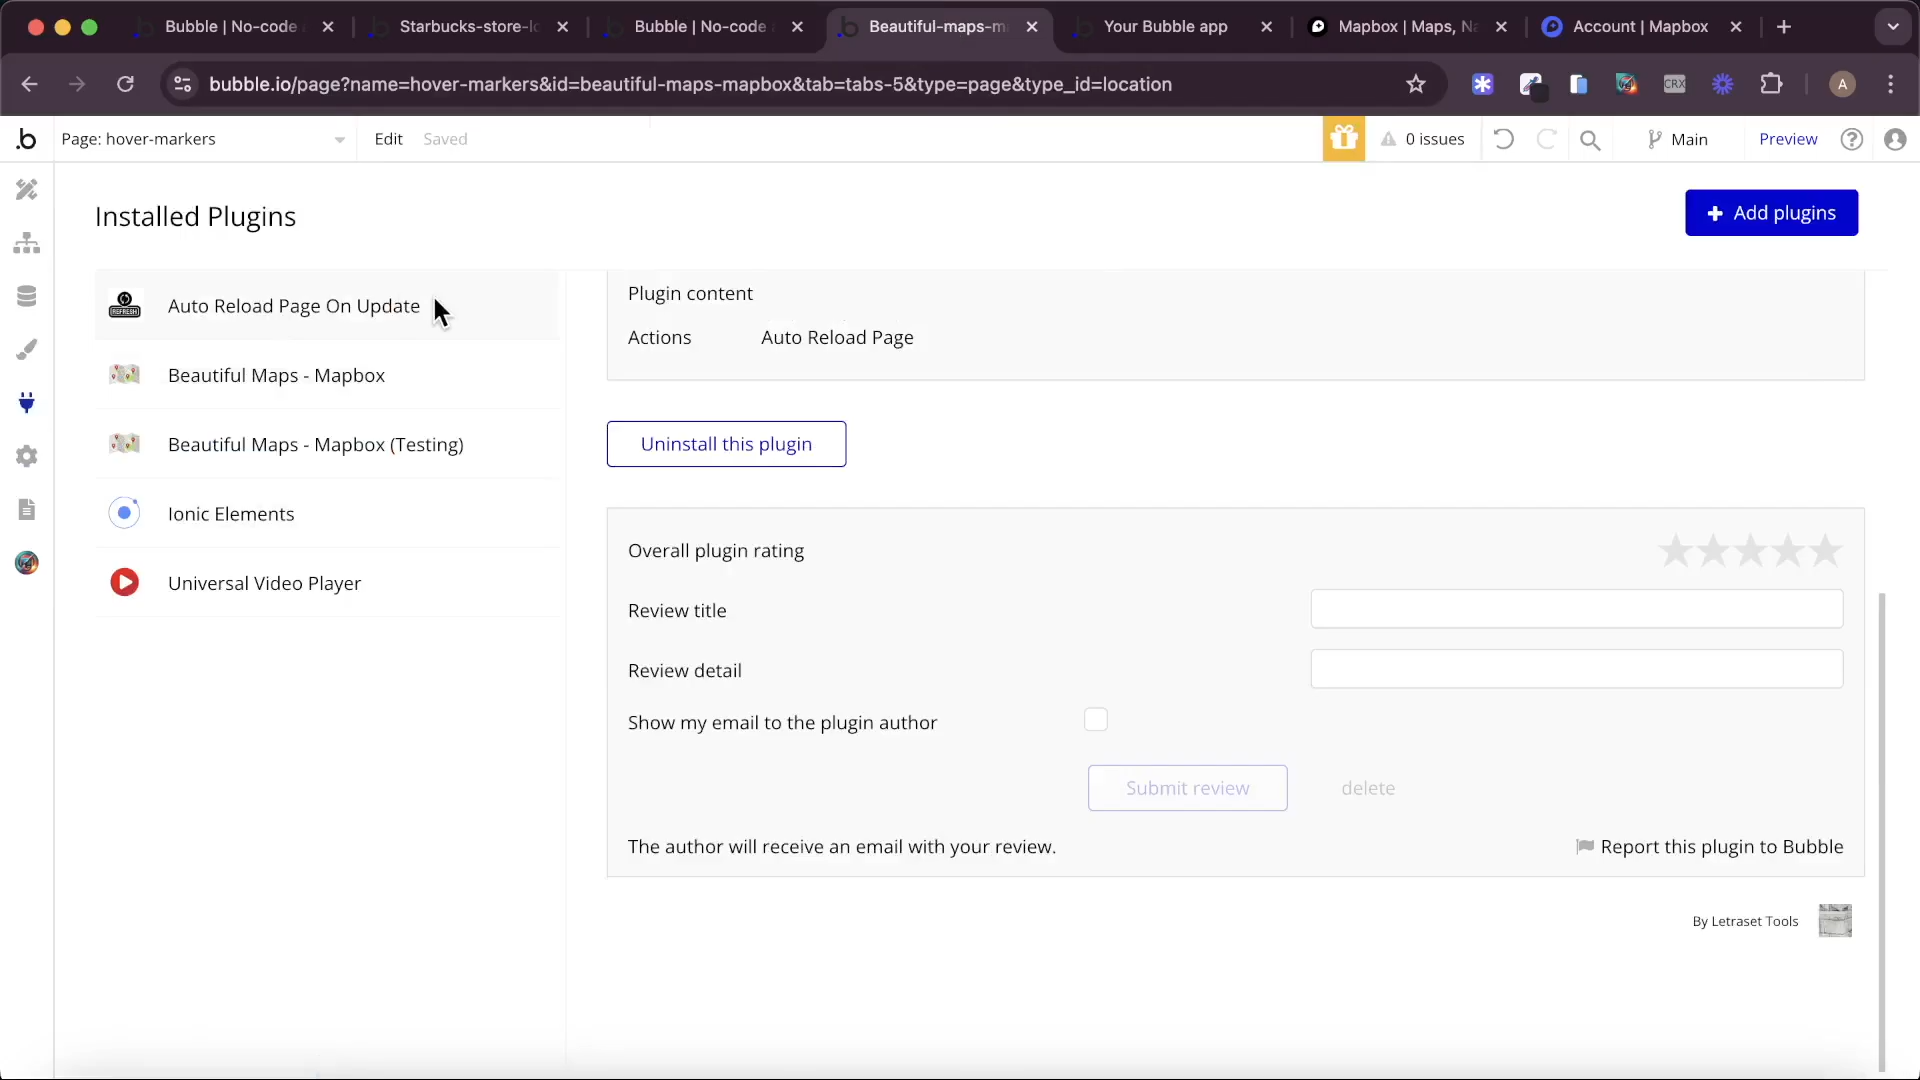 Bubble | No-code
Starbucks-store-lo
Bubble | No-code
Beautiful-maps-m
Your Bubble app
Mapbox | Maps, Na
Account | Mapbox
bubble.io/page?name=hover-markers&id=beautiful-maps-mapbox&tab=tabs-5&type=page&type_id=location
CRX
A
.b
Page: hover-markers
Edit
Saved
0 issues
Main
Preview
Installed Plugins
+ Add plugins
REFRESH
Auto Reload Page On Update
Beautiful Maps - Mapbox
Beautiful Maps - Mapbox (Testing)
Ionic Elements
Universal Video Player
Plugin content
Actions
Auto Reload Page
Uninstall this plugin
Overall plugin rating
Review title
Review detail
Show my email to the plugin author
Submit review
delete
The author will receive an email with your review.
Report this plugin to Bubble
By Letraset Tools